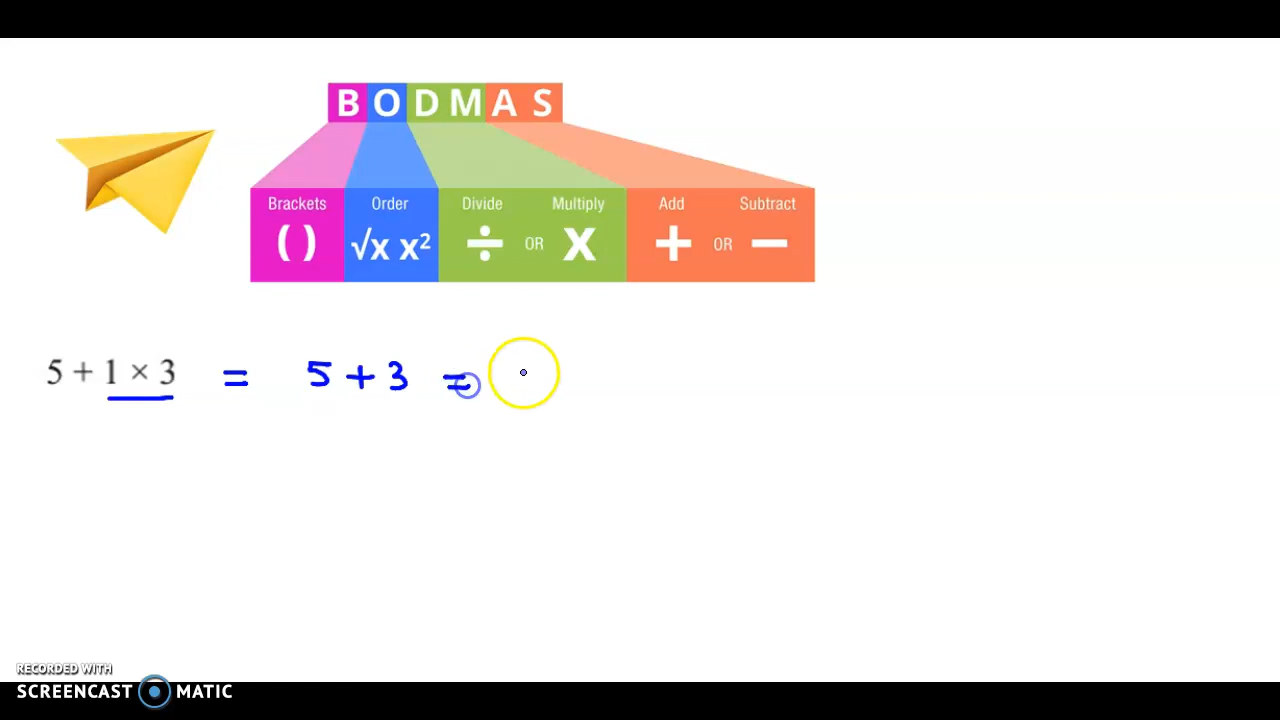 BODMAS
Brackets Order Divide Multiply Add Subtract
( ) √x x² ÷ OR X + OR −
5 + 1 × 3 = 5 + 3 =
RECORDED WITH
SCREENCAST MATIC